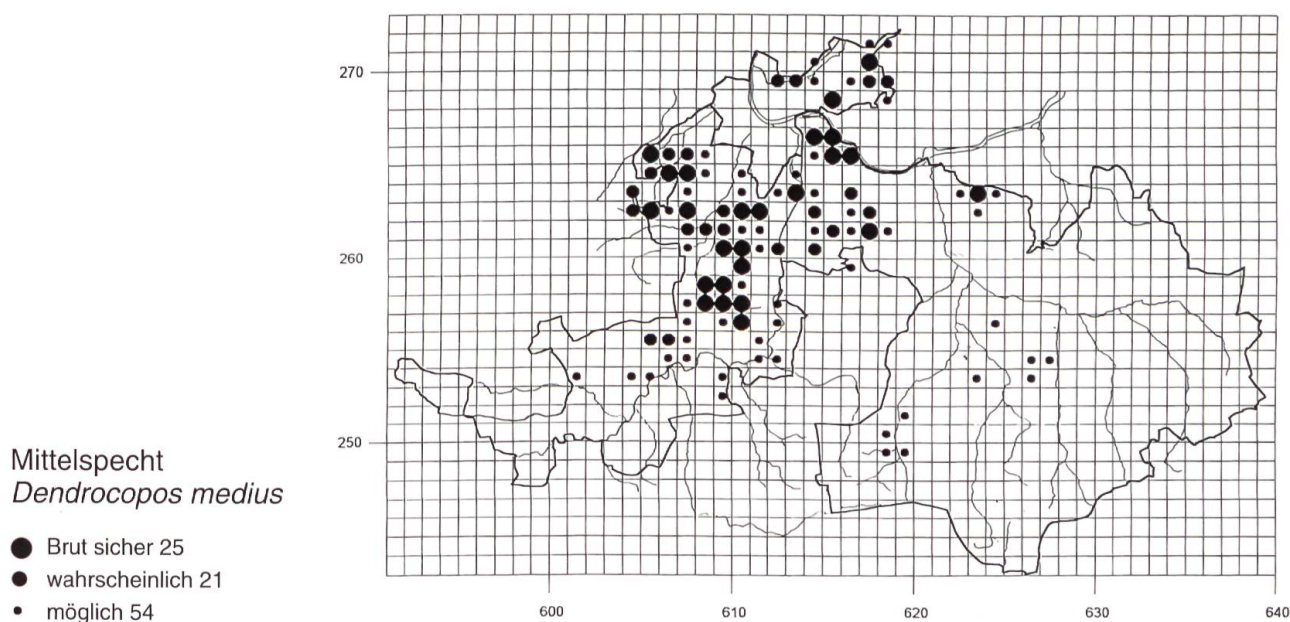 270
260
250
Mittelspecht
Dendrocopos medius
Brut sicher 25
wahrscheinlich 21
möglich 54
600
610
620
630
640